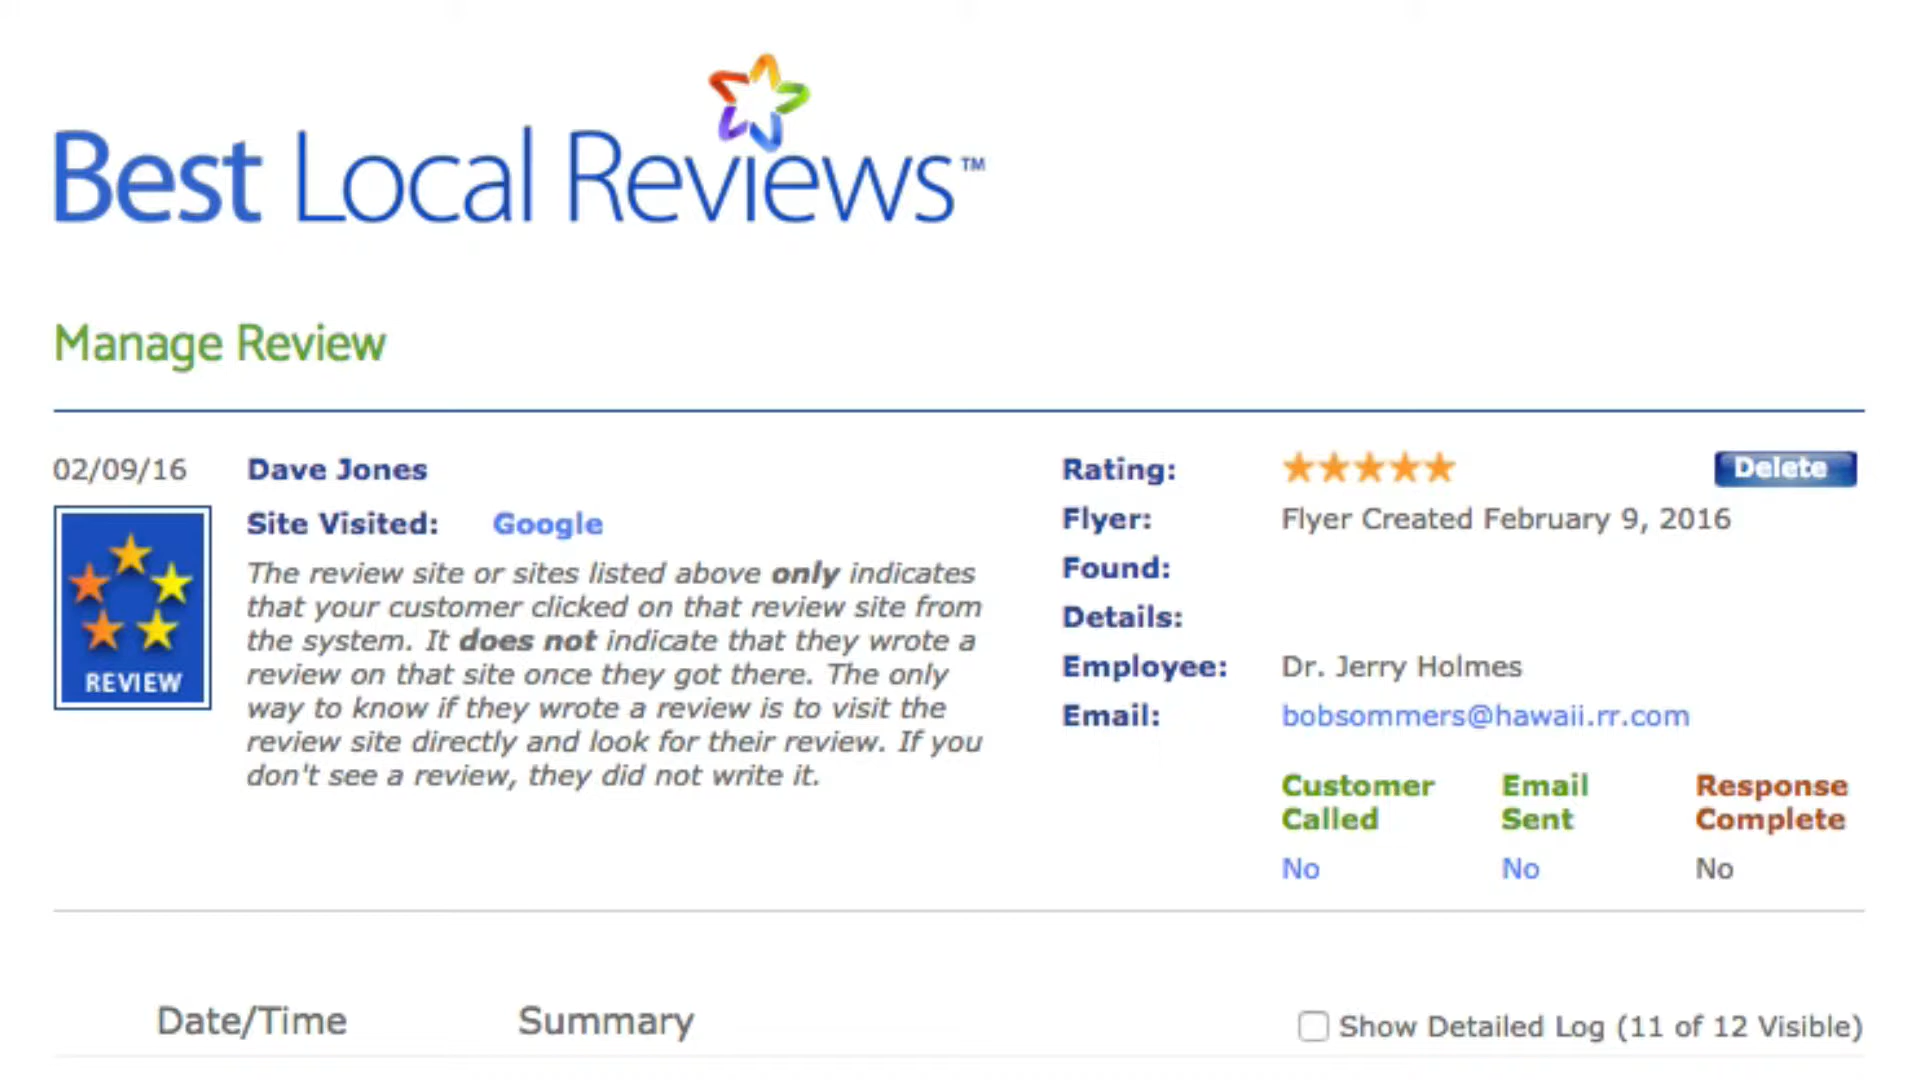 Best Local Reviews™
Manage Review
02/09/16
Dave Jones
REVIEW
Site Visited: Google
The review site or sites listed above only indicates
that your customer clicked on that review site from
the system. It does not indicate that they wrote a
review on that site once they got there. The only
way to know if they wrote a review is to visit the
review site directly and look for their review. If you
don't see a review, they did not write it.
Rating:
Delete
Flyer: Flyer Created February 9, 2016
Found:
Details:
Employee: Dr. Jerry Holmes
Email: bobsommers@hawaii.rr.com
Customer Email Response
Called Sent Complete
No No No
Date/Time Summary Show Detailed Log (11 of 12 Visible)